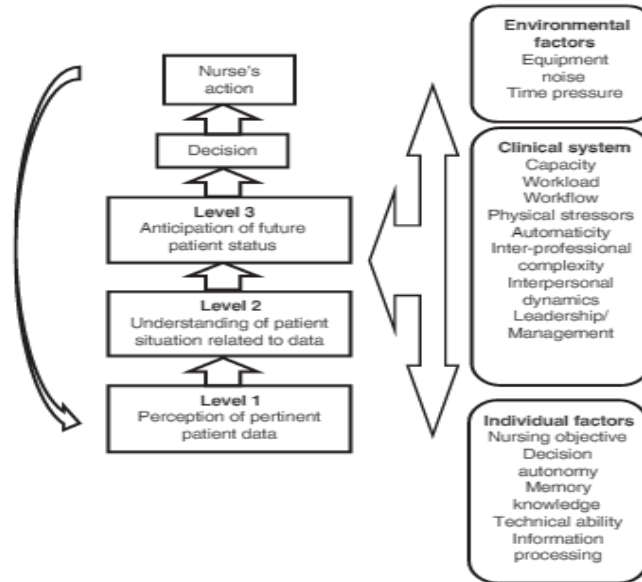 Nurse's
action
Decision
Level 3
Anticipation of future
patient status
Level 2
Understanding of patient
situation related to data
Level 1
Perception of pertinent
patient data
Environmental
factors
Equipment
noise
Time pressure
Clinical system
Capacity
Workload
Workflow
Physical stressors
Automaticity
Inter-professional
complexity
Interpersonal
dynamics
Leadership/
Management
Individual factors
Nursing objective
Decision
autonomy
Memory
knowledge
Technical ability
Information
processing